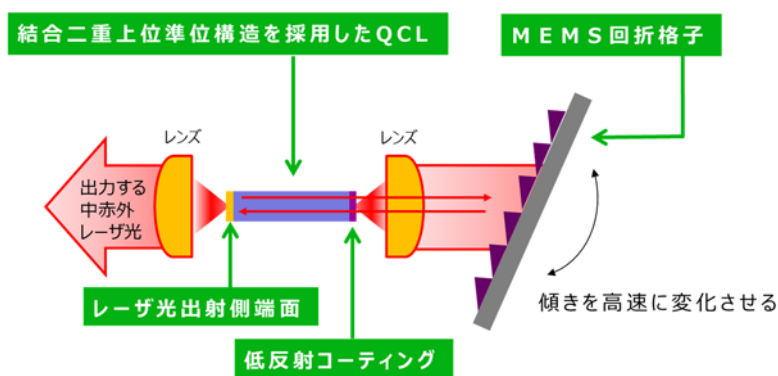 結合二重上位準位構造を採用したQCL
MEMS回折格子
レンズ
レンズ
出力する
中赤外
レーザ光
レーザ光出射側端面
傾きを高速に変化させる
低反射コーティング